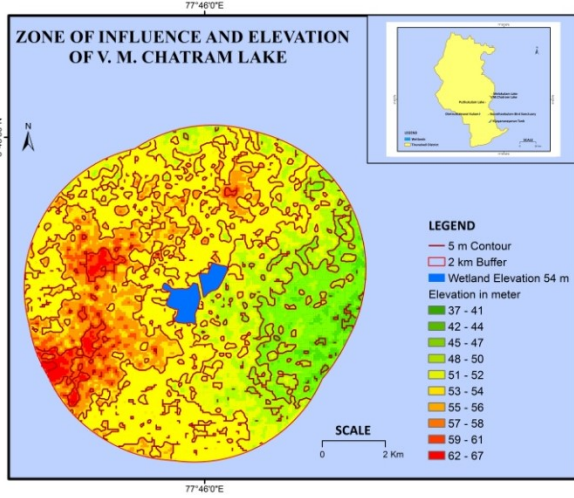 77°46'0"E
ZONE OF INFLUENCE AND ELEVATION
OF V. M. CHATRAM LAKE
LEGEND
5 m Contour
2 km Buffer
Wetland Elevation 54 m
Elevation in meter
37 - 41
42 - 44
45 - 47
48 - 50
51 - 52
53 - 54
55 - 56
57 - 58
59 - 61
62 - 67
SCALE
0 2 Km
77°46'0"E